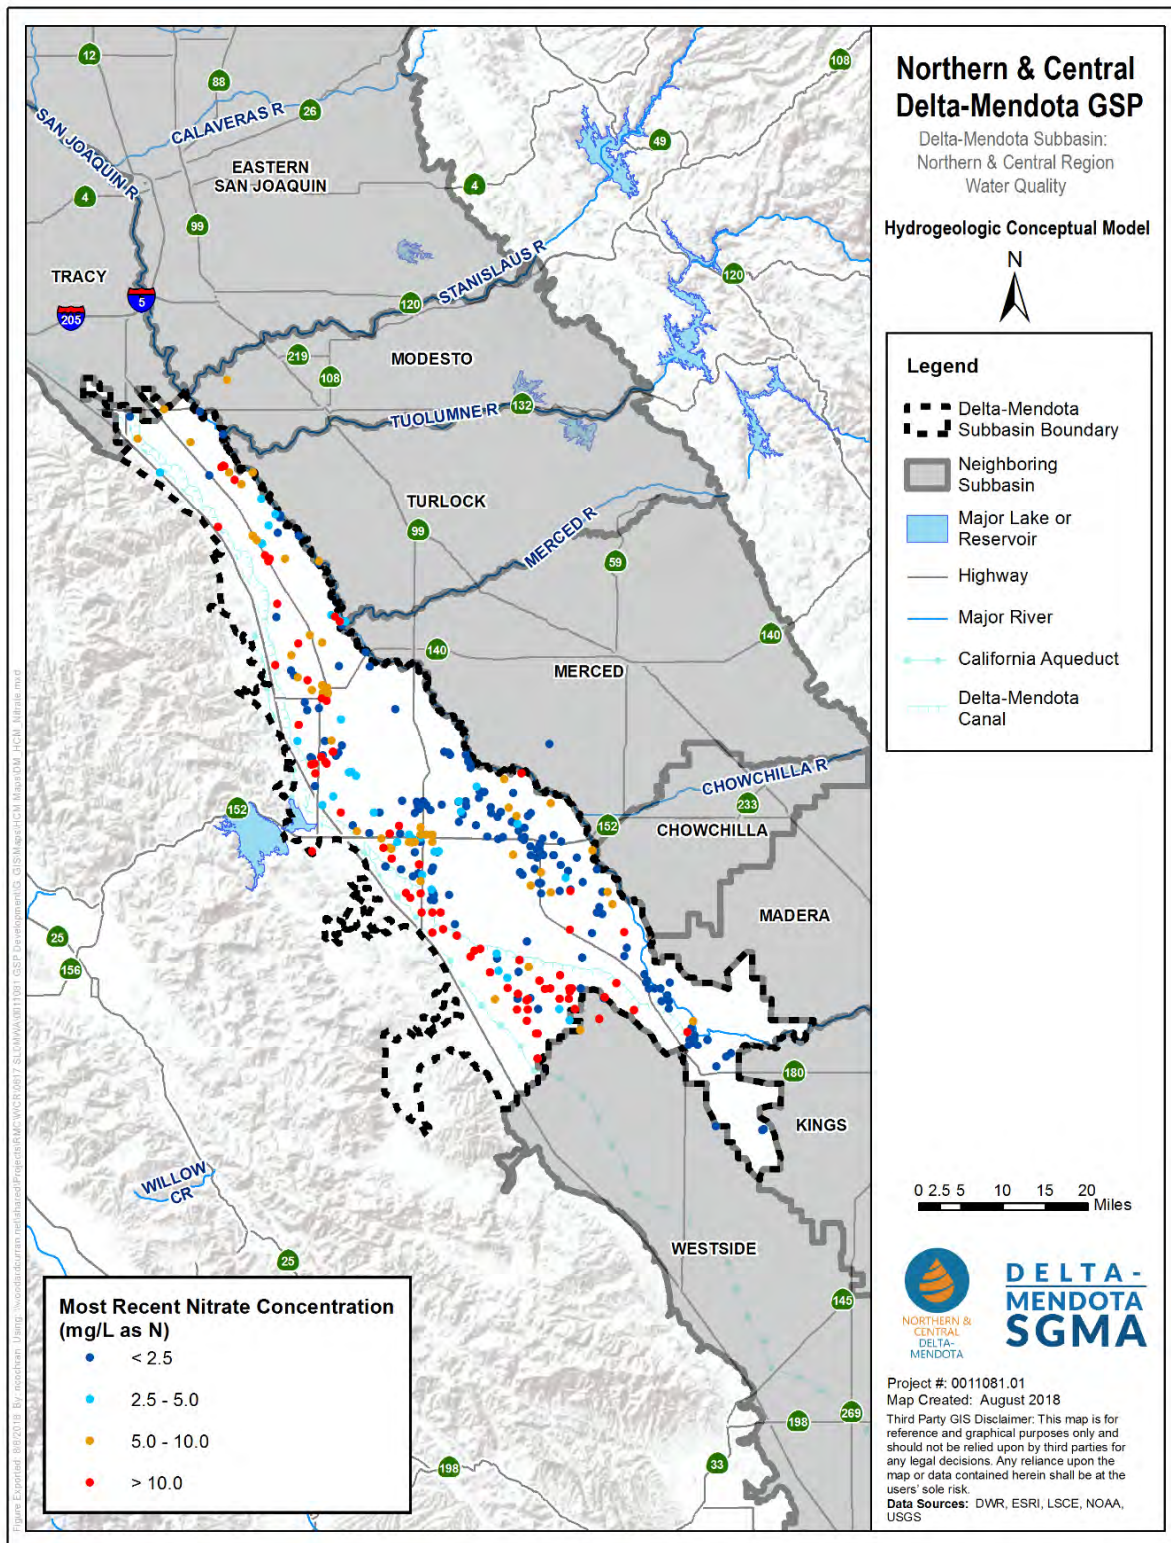 Northern & Central
Delta-Mendota GSP
Delta-Mendota Subbasin:
Northern & Central Region
Water Quality
Hydrogeologic Conceptual Model
N
Legend
Delta-Mendota
Subbasin Boundary
Neighboring
Subbasin
Major Lake or
Reservoir
Highway
Major River
California Aqueduct
Delta-Mendota
Canal
0 2.5 5 10 15 20
Miles
NORTHERN &
CENTRAL
DELTA-
MENDOTA
DELTA-
MENDOTA
SGMA
Project #: 0011081.01
Map Created: August 2018
Third Party GIS Disclaimer: This map is for
reference and graphical purposes only and
should not be relied upon by third parties for
any legal decisions. Any reliance upon the
map or data contained herein shall be at the
users' sole risk.
Data Sources: DWR, ESRI, LSCE, NOAA,
USGS
12
88
26
108
49
4
4
99
CALAVERAS R
SAN JOAQUIN R
EASTERN
SAN JOAQUIN
TRACY
5
205
120
STANISLAUS R
120
219
108
MODESTO
TUOLUMNE R
132
TURLOCK
99
MERCED R
59
140
140
MERCED
CHOWCHILLA R
233
152
152
CHOWCHILLA
MADERA
25
156
180
KINGS
WILLOW
CR
25
WESTSIDE
145
198
269
33
198
Most Recent Nitrate Concentration
(mg/L as N)
< 2.5
2.5 - 5.0
5.0 - 10.0
> 10.0